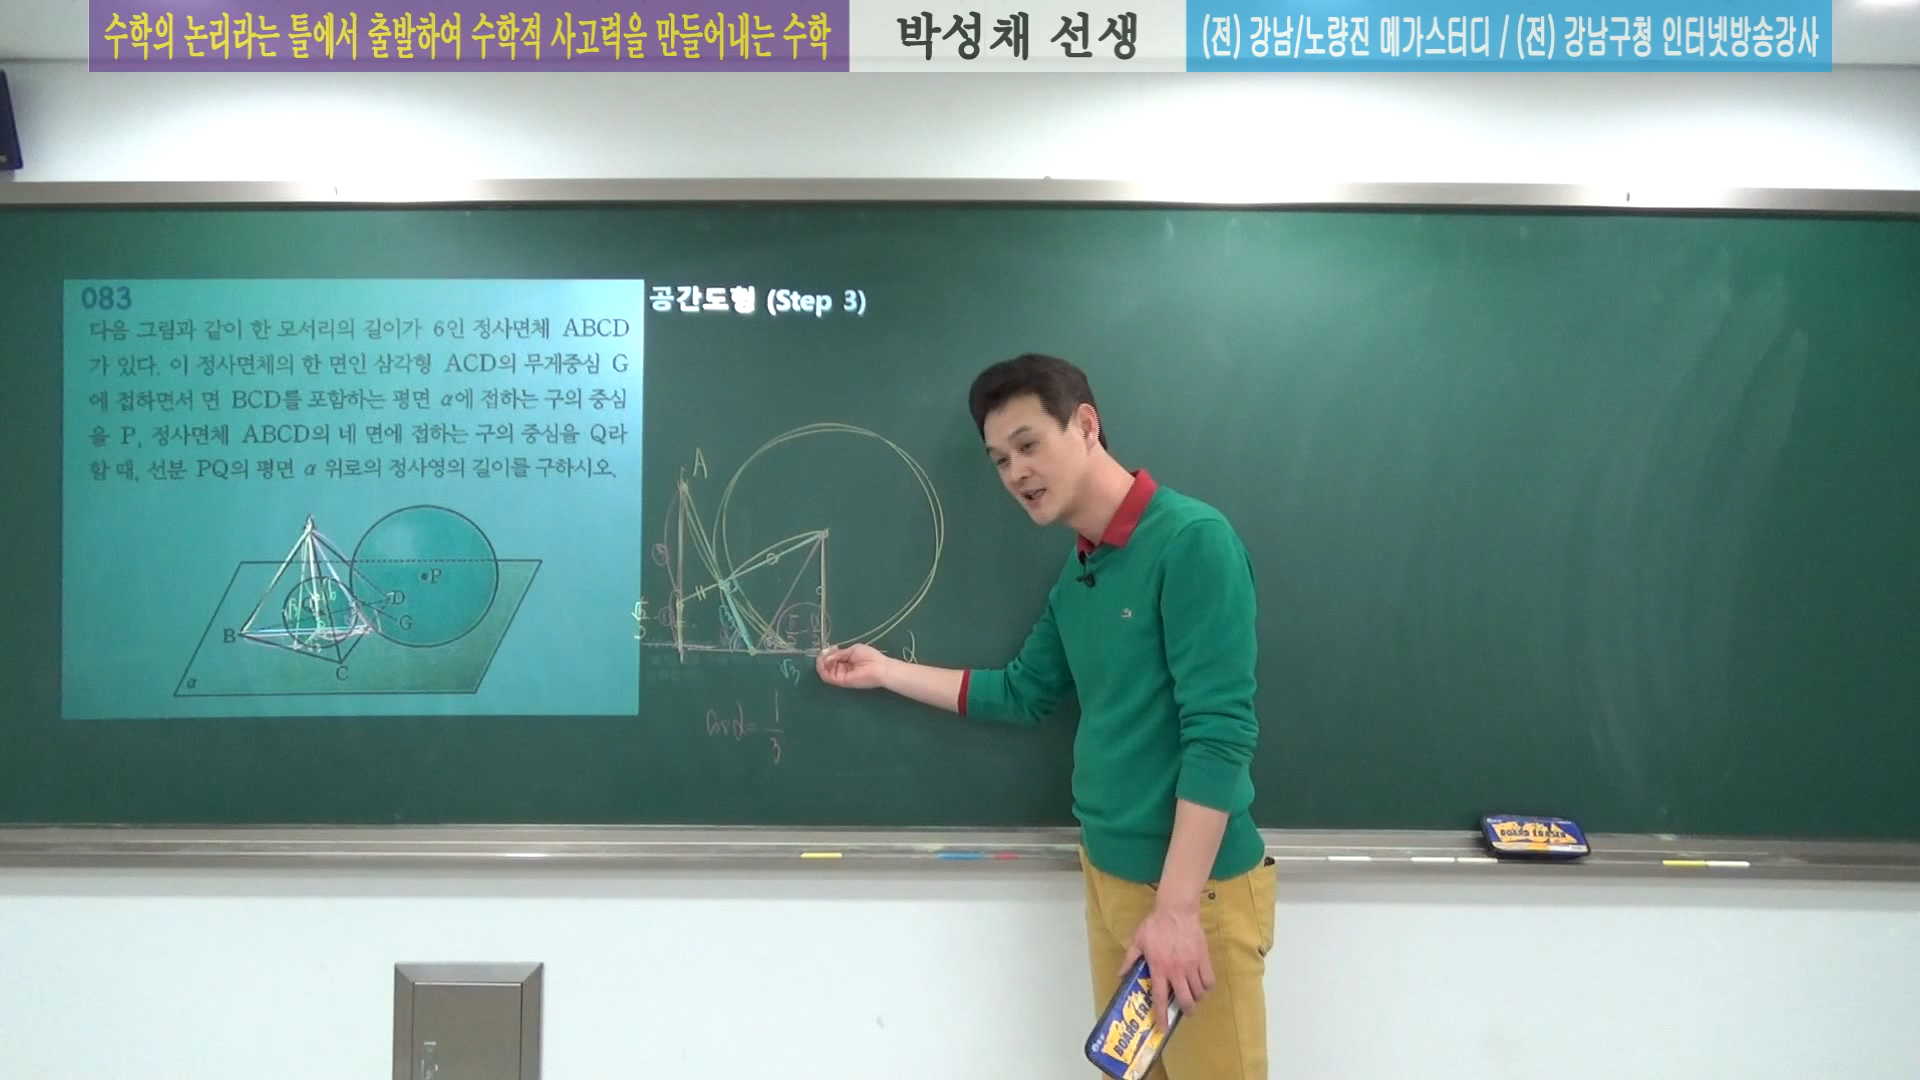 수학의 논리라는 틀에서 출발하여 수학적 사고력을 만들어내는 수학
박성채 선생
(전) 강남/노량진 메가스터디 / (전) 강남구청 인터넷방송강사
083
다음 그림과 같이 한 모서리의 길이가 6인 정사면체 ABCD
가 있다. 이 정사면체의 한 면인 삼각형 ACD의 무게중심 G
에 접하면서 면 BCD를 포함하는 평면 α에 접하는 구의 중심
을 P, 정사면체 ABCD의 네 면에 접하는 구의 중심을 Q라
할 때, 선분 PQ의 평면 α 위로의 정사영의 길이를 구하시오.
공간도형 (Step 3)
P
D
G
B
C
α
A
α
√3
cos α = 1/3
BOARD ERASER
BOARD ERASER